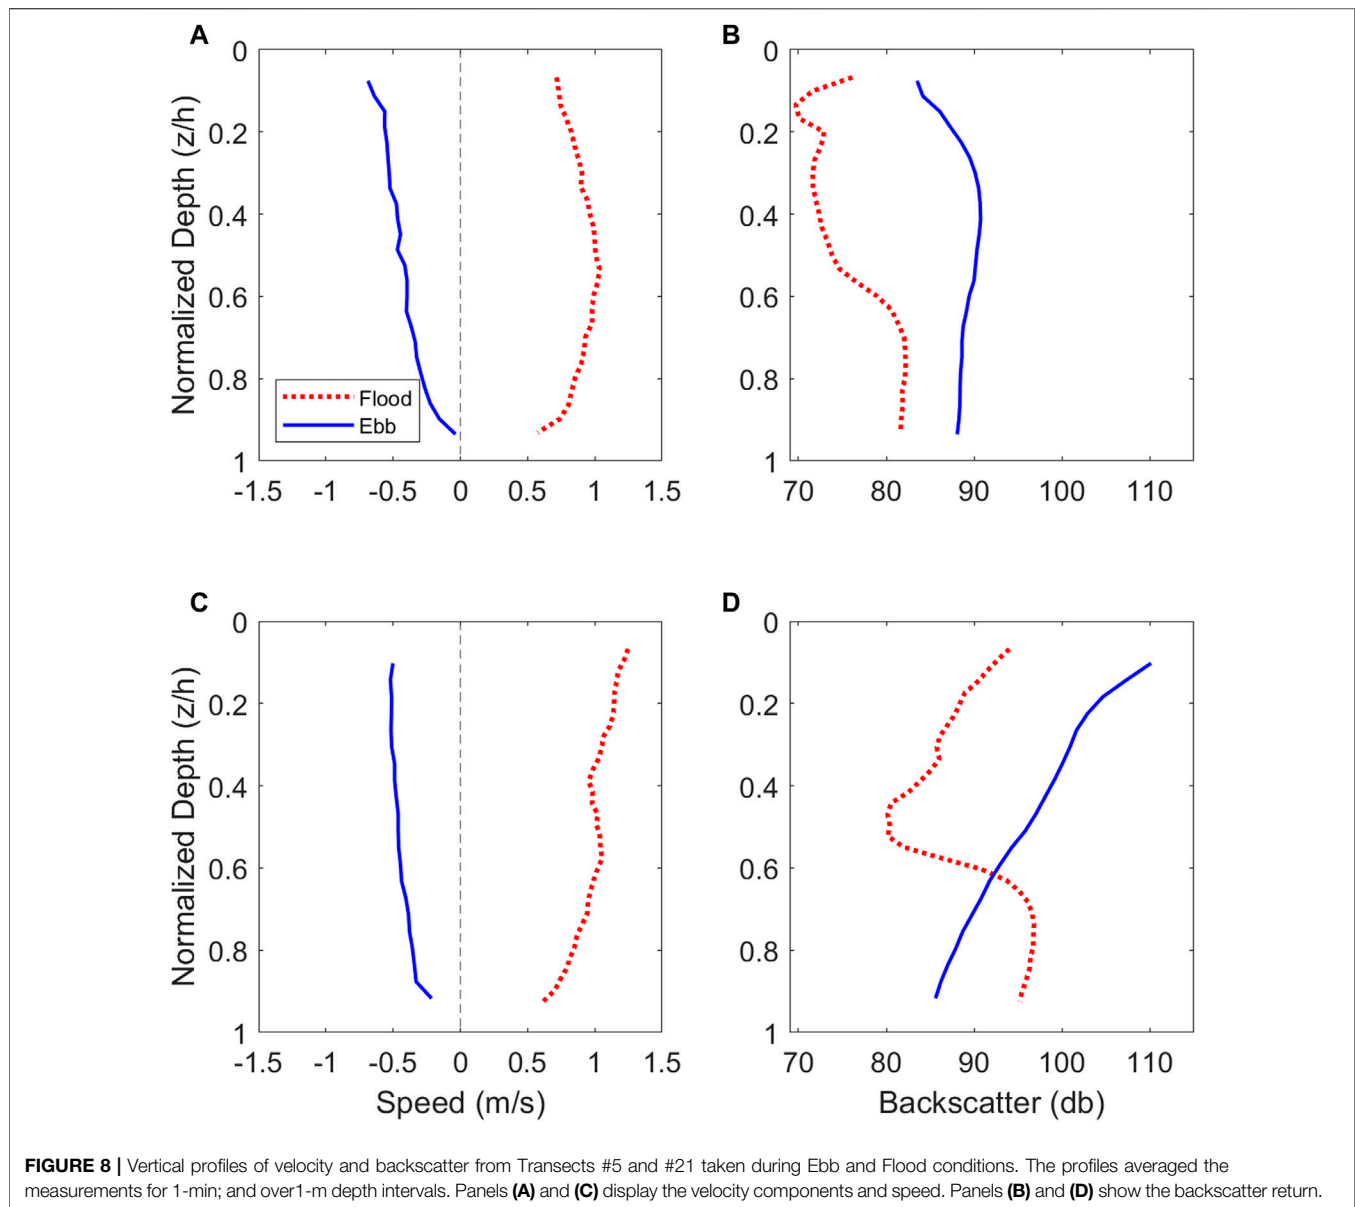 A
B
0
0.2
0.4
0.6
0.8
1
Normalized Depth (z/h)
Flood
Ebb
-1.5 -1 -0.5 0 0.5 1 1.5
0
0.2
0.4
0.6
0.8
1
70 80 90 100 110
C
D
0
0.2
0.4
0.6
0.8
1
Normalized Depth (z/h)
-1.5 -1 -0.5 0 0.5 1 1.5
Speed (m/s)
0
0.2
0.4
0.6
0.8
1
70 80 90 100 110
Backscatter (db)
FIGURE 8 | Vertical profiles of velocity and backscatter from Transects #5 and #21 taken during Ebb and Flood conditions. The profiles averaged the
measurements for 1-min; and over1-m depth intervals. Panels (A) and (C) display the velocity components and speed. Panels (B) and (D) show the backscatter return.